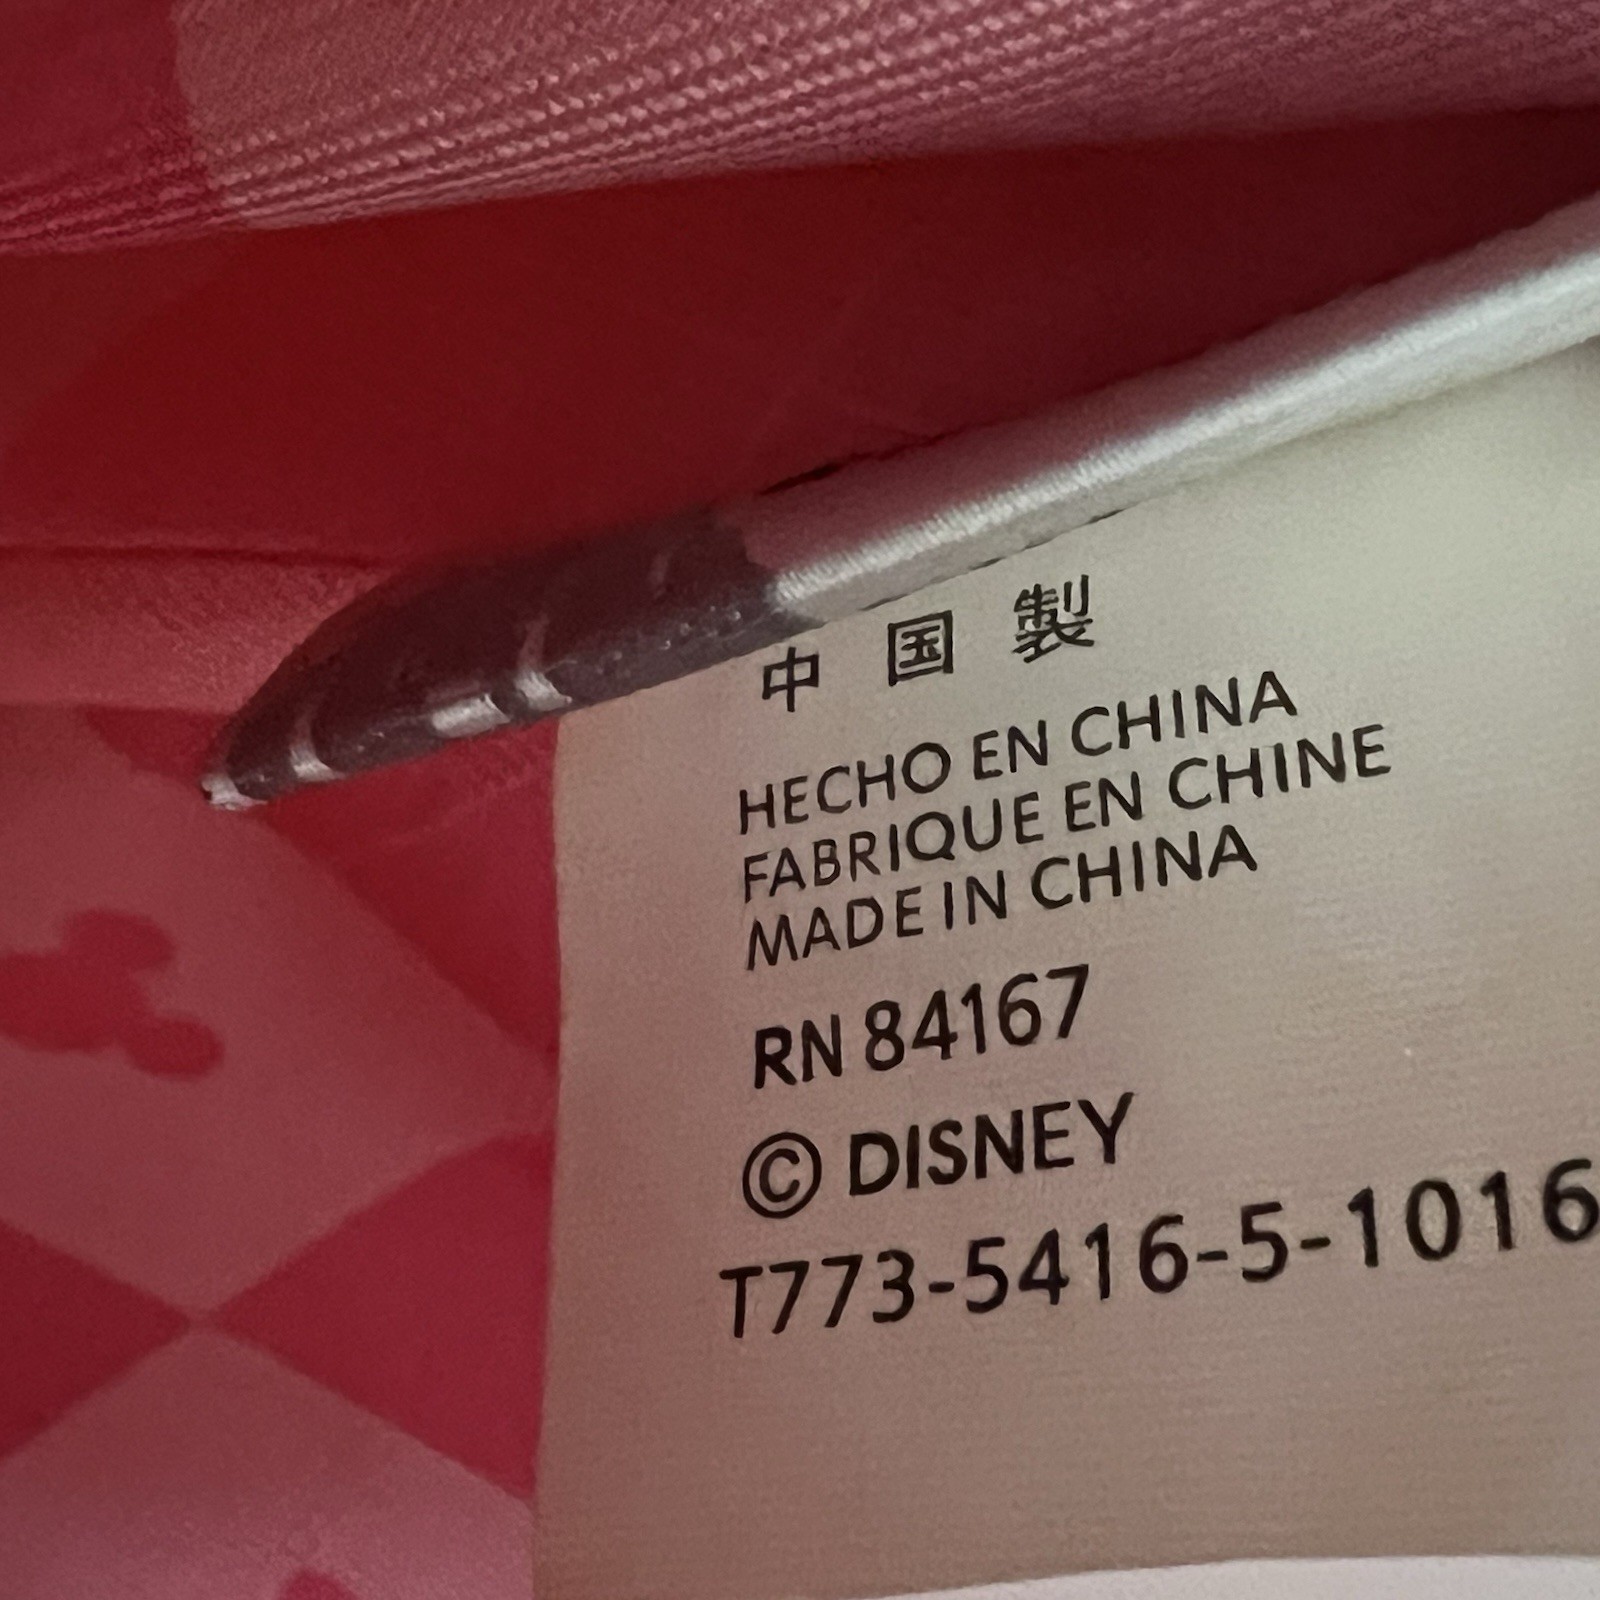 中国製
HECHO EN CHINA
FABRIQUE EN CHINE
MADE IN CHINA
RN 84167
© DISNEY
T773-5416-5-1016